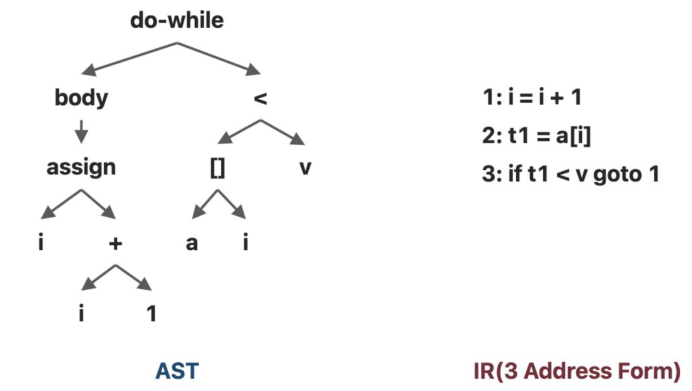 do-while
body
<
assign
[]
v
i
+
a
i
i
1
AST
1: i = i + 1
2: t1 = a[i]
3: if t1 < v goto 1
IR(3 Address Form)